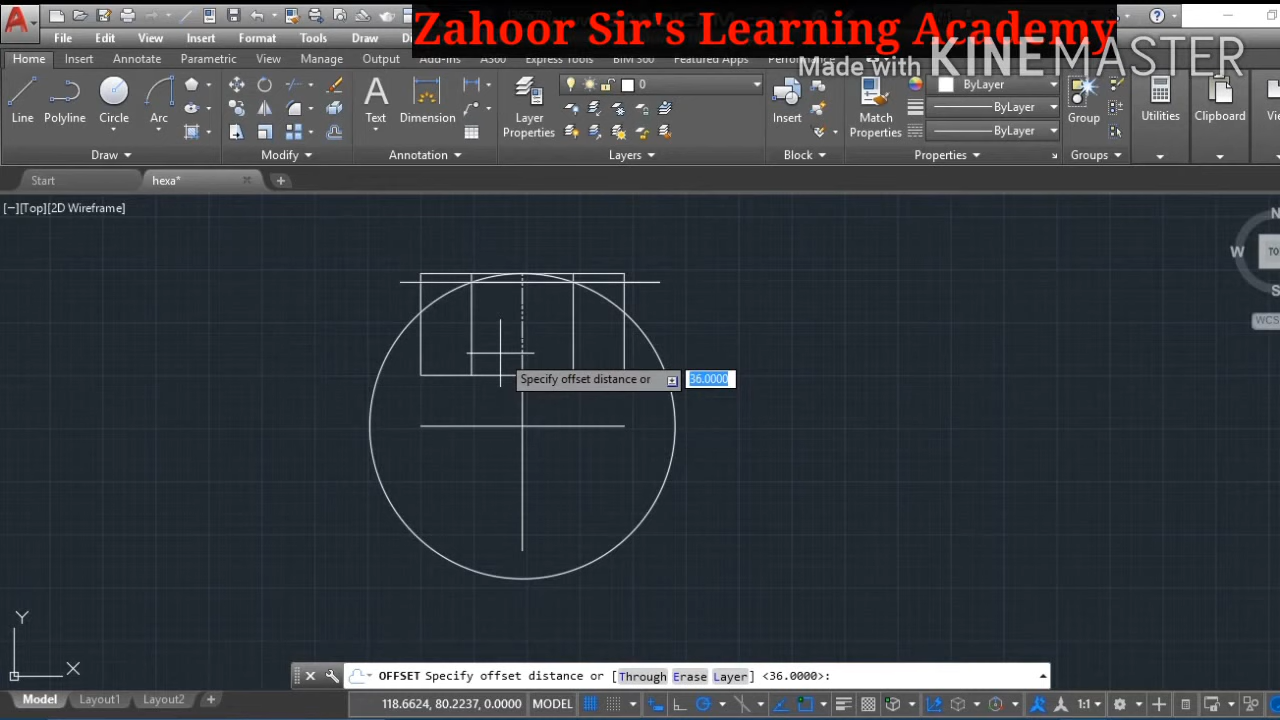 Zahoor Sir's Learning Academy
Made with KINEMASTER
File Edit View Insert Format Tools Draw
Home Insert Annotate Parametric View Manage Output Add-ins A360 Express Tools BIM 360 Featured Apps
Line Polyline Circle Arc
Text Dimension
Layer Properties
0
Insert
Match Properties
ByLayer
ByLayer
ByLayer
Group
Utilities
Clipboard
Draw Modify Annotation Layers Block Properties Groups
Start hexa*
[−][Top][2D Wireframe]
N
W
S
WCS
Specify offset distance or 36.0000
Y
X
OFFSET Specify offset distance or [Through Erase Layer] <36.0000>:
Model Layout1 Layout2 +
118.6624, 80.2237, 0.0000 MODEL 1:1